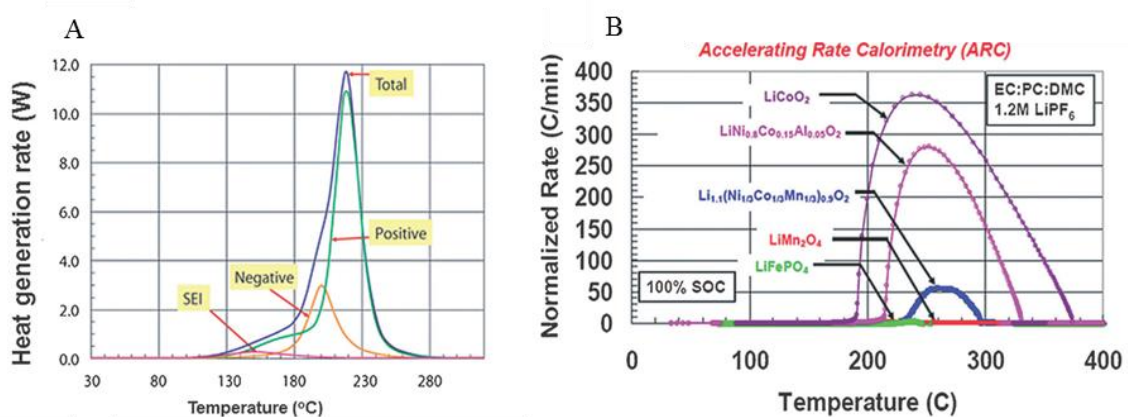 A
Heat generation rate (W)
12.0
10.0
8.0
6.0
4.0
2.0
0.0
Total
Positive
Negative
SEI
30 80 130 180 230 280
Temperature (ºC)
B
Accelerating Rate Calorimetry (ARC)
Normalized Rate (C/min)
400
350
300
250
200
150
100
50
0
EC:PC:DMC
1.2M LiPF₆
LiCoO₂
LiNi₀.₈Co₀.₁₅Al₀.₀₅O₂
Li₁.₁(Ni₁/₃Co₁/₃Mn₁/₃)₀.₉O₂
LiMn₂O₄
LiFePO₄
100% SOC
0 100 200 300 400
Temperature (C)